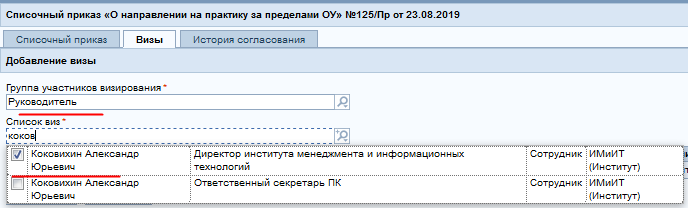 Списочный приказ «О направлении на практику за пределами ОУ» №125/Пр от 23.08.2019
Списочный приказ Визы История согласования
Добавление визы
Группа участников визирования *
Руководитель
Список виз *
коков
Коковихин Александр Директор института менеджмента и информационных Сотрудник ИМиИТ
Юрьевич технологий (Институт)
Коковихин Александр Ответственный секретарь ПК Сотрудник ИМиИТ
Юрьевич (Институт)